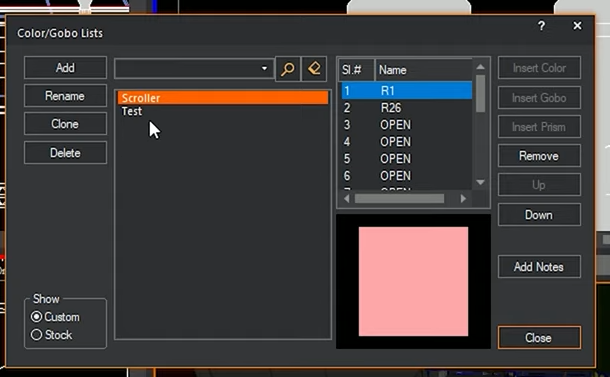 Color/Gobo Lists
?
Add
Rename
Clone
Delete
Scroller
Test
Show
Custom
Stock
Sl.# Name
1 R1
2 R26
3 OPEN
4 OPEN
5 OPEN
6 OPEN
7 OPEN
Insert Color
Insert Gobo
Insert Prism
Remove
Up
Down
Add Notes
Close